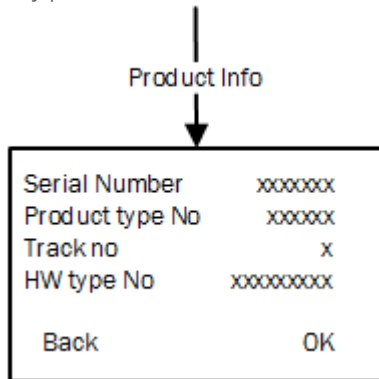 Product Info
Serial Number xxxxxxx
Product type No xxxxxx
Track no x
HW type No xxxxxxxxx
Back OK